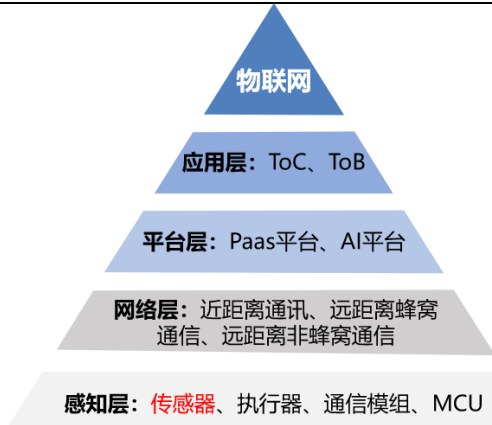 物联网
应用层：ToC、ToB
平台层：Paas平台、AI平台
网络层：近距离通讯、远距离蜂窝
通信、远距离非蜂窝通信
感知层：传感器、执行器、通信模组、MCU